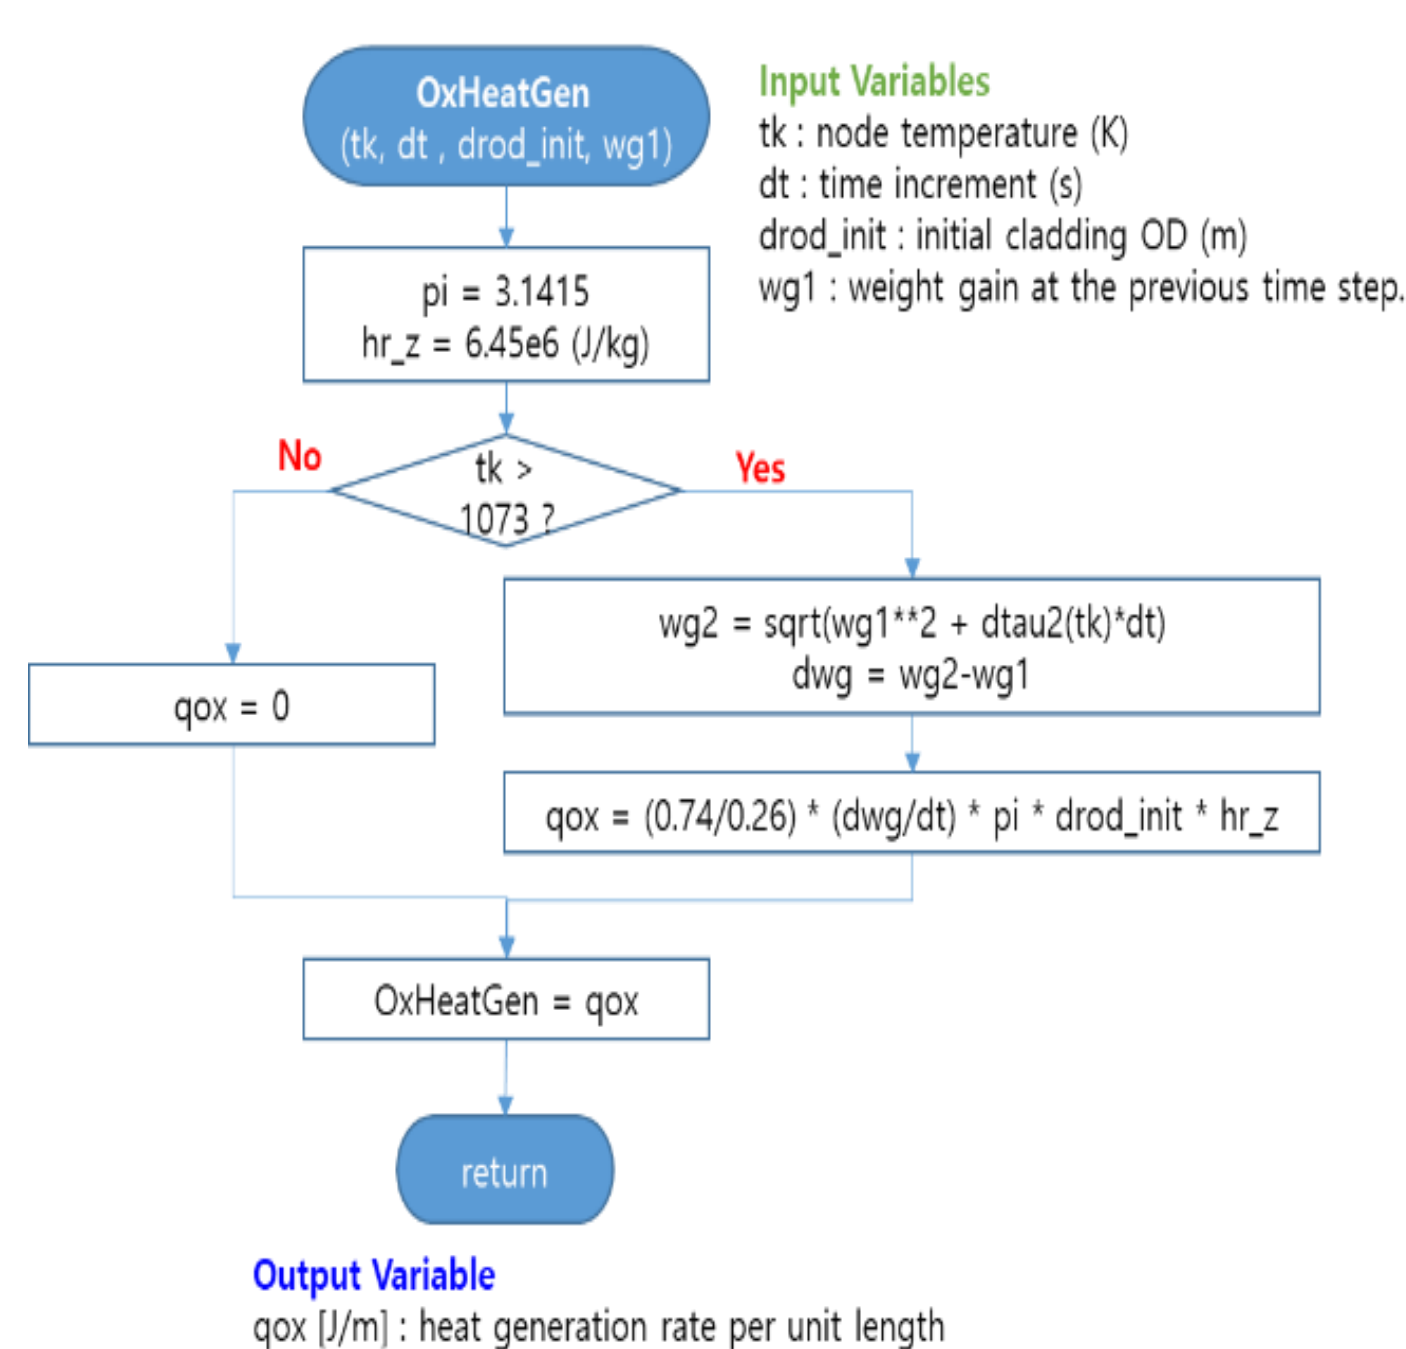 OxHeatGen
(tk, dt , drod_init, wg1)
Input Variables
tk : node temperature (K)
dt : time increment (s)
drod_init : initial cladding OD (m)
wg1 : weight gain at the previous time step.
pi = 3.1415
hr_z = 6.45e6 (J/kg)
No
tk >
1073 ?
Yes
wg2 = sqrt(wg1**2 + dtau2(tk)*dt)
dwg = wg2-wg1
qox = 0
qox = (0.74/0.26) * (dwg/dt) * pi * drod_init * hr_z
OxHeatGen = qox
return
Output Variable
qox [J/m] : heat generation rate per unit length